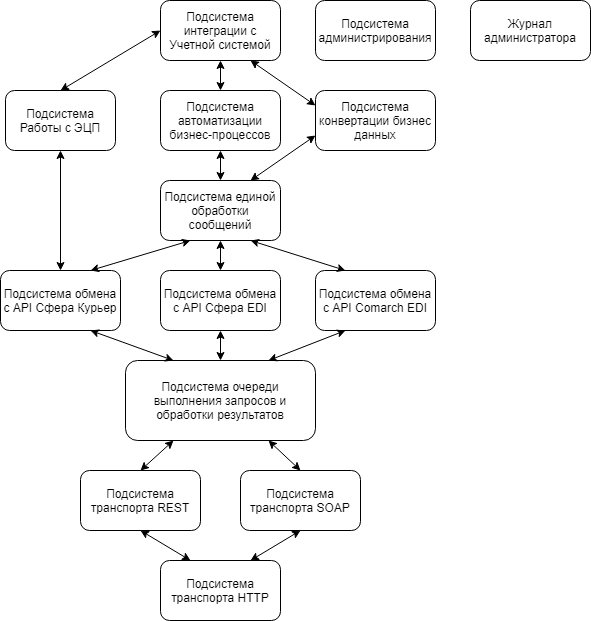 Подсистема
интеграции с
Учетной системой
Подсистема
администрирования
Журнал
администратора
Подсистема
Работы с ЭЦП
Подсистема
автоматизации
бизнес-процессов
Подсистема
конвертации бизнес
данных
Подсистема единой
обработки
сообщений
Подсистема обмена
с API Сфера Курьер
Подсистема обмена
с API Сфера EDI
Подсистема обмена
с API Comarch EDI
Подсистема очереди
выполнения запросов и
обработки результатов
Подсистема
транспорта REST
Подсистема
транспорта SOAP
Подсистема
транспорта HTTP